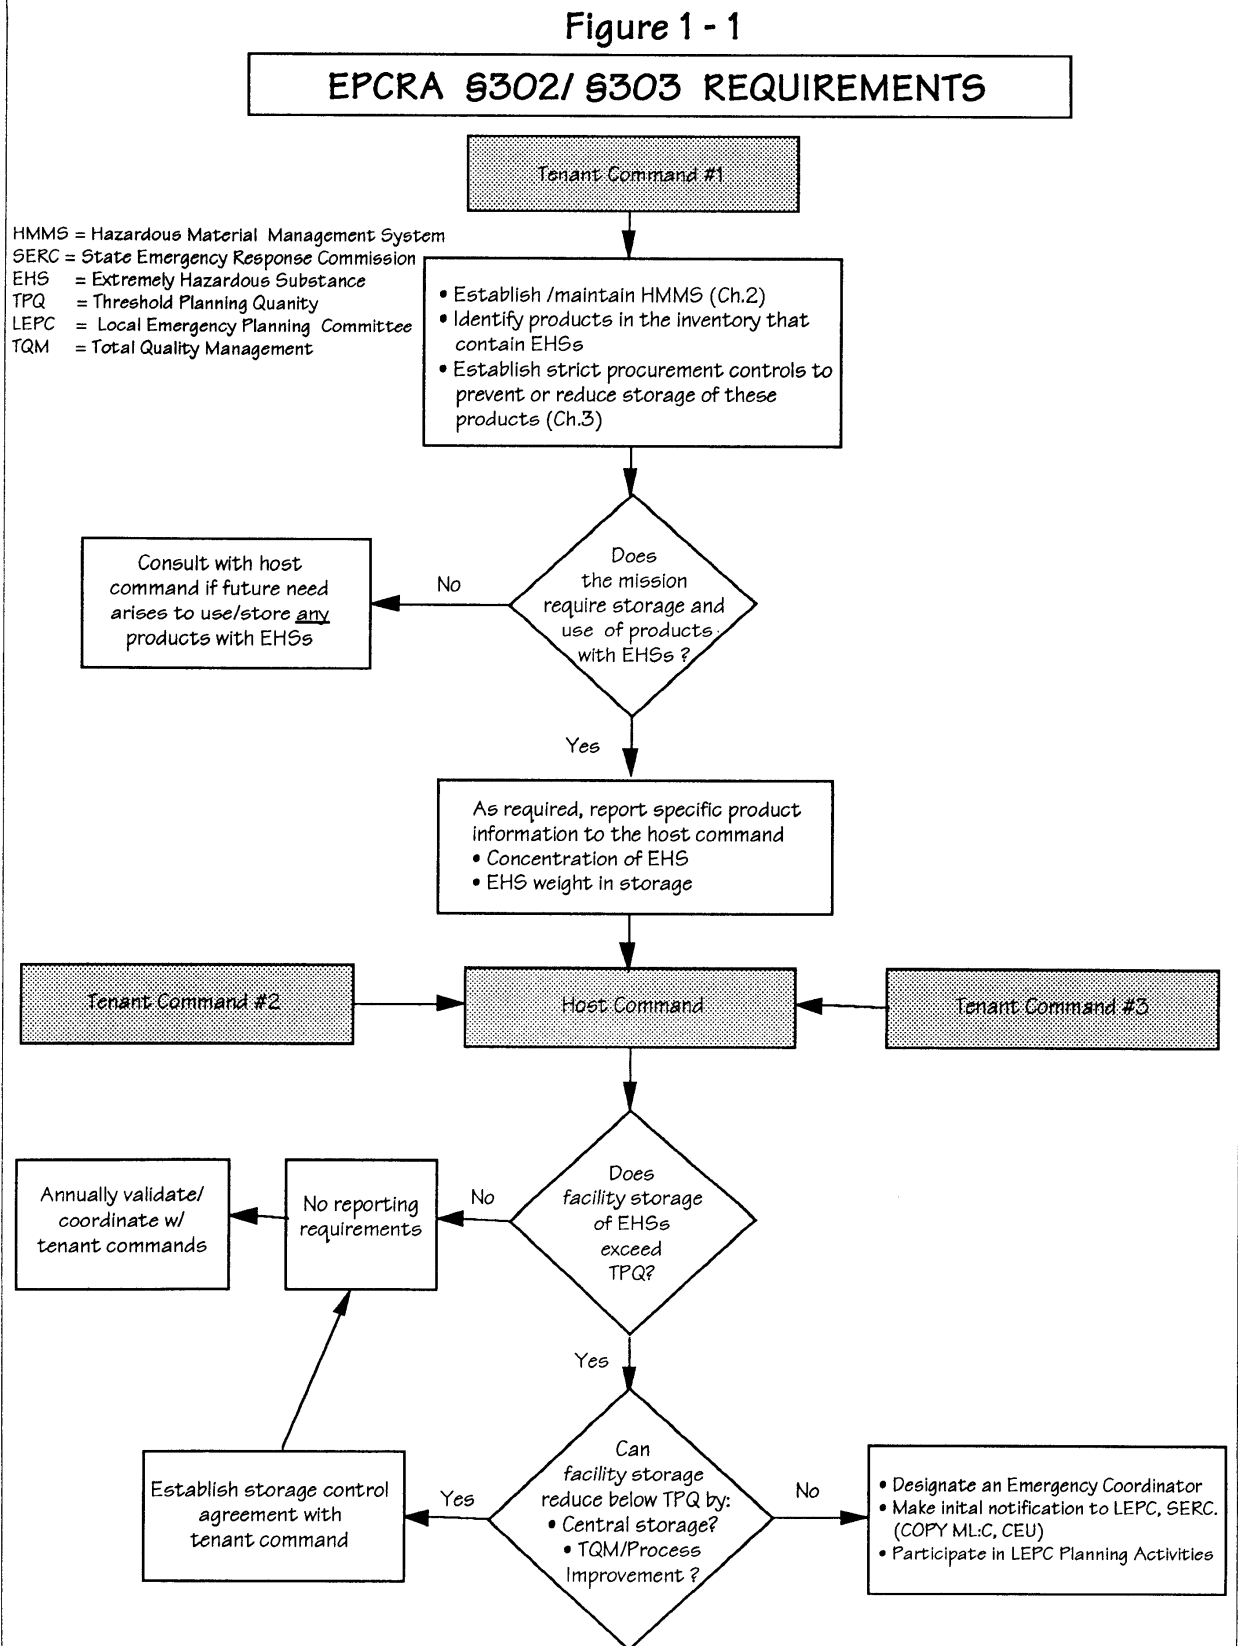 Figure 1 - 1
EPCRA §302/ §303 REQUIREMENTS
Tenant Command #1
HMMS = Hazardous Material Management System
SERC = State Emergency Response Commission
EHS = Extremely Hazardous Substance
TPQ = Threshold Planning Quanity
LEPC = Local Emergency Planning Committee
TQM = Total Quality Management
• Establish /maintain HMMS (Ch.2)
• Identify products in the inventory that
contain EHSs
• Establish strict procurement controls to
prevent or reduce storage of these
products (Ch.3)
Does
the mission
require storage and
use of products
with EHSs ?
No
Consult with host
command if future need
arises to use/store any
products with EHSs
Yes
As required, report specific product
information to the host command
• Concentration of EHS
• EHS weight in storage
Tenant Command #2
Host Command
Tenant Command #3
Does
facility storage
of EHSs
exceed
TPQ?
No
No reporting
requirements
Annually validate/
coordinate w/
tenant commands
Yes
Can
facility storage
reduce below TPQ by:
• Central storage?
• TQM/Process
Improvement ?
Yes
Establish storage control
agreement with
tenant command
No
• Designate an Emergency Coordinator
• Make inital notification to LEPC, SERC.
(COPY ML:C, CEU)
• Participate in LEPC Planning Activities